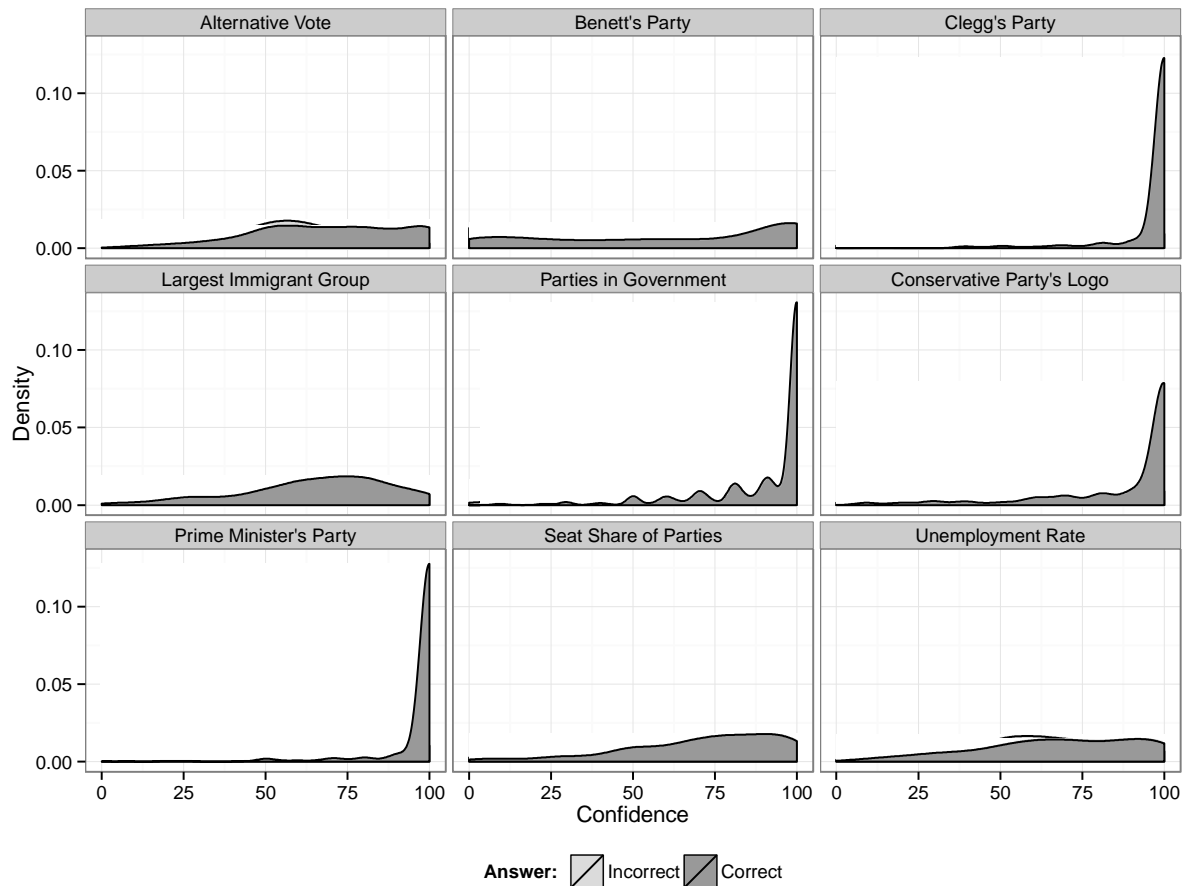 Alternative Vote
Benett's Party
Clegg's Party
0.10
0.05
0.00
Largest Immigrant Group
Parties in Government
Conservative Party's Logo
0.10
0.05
0.00
Prime Minister's Party
Seat Share of Parties
Unemployment Rate
0.10
0.05
0.00
Density
0 25 50 75 100 0 25 50 75 100 0 25 50 75 100
Confidence
Answer: Incorrect Correct